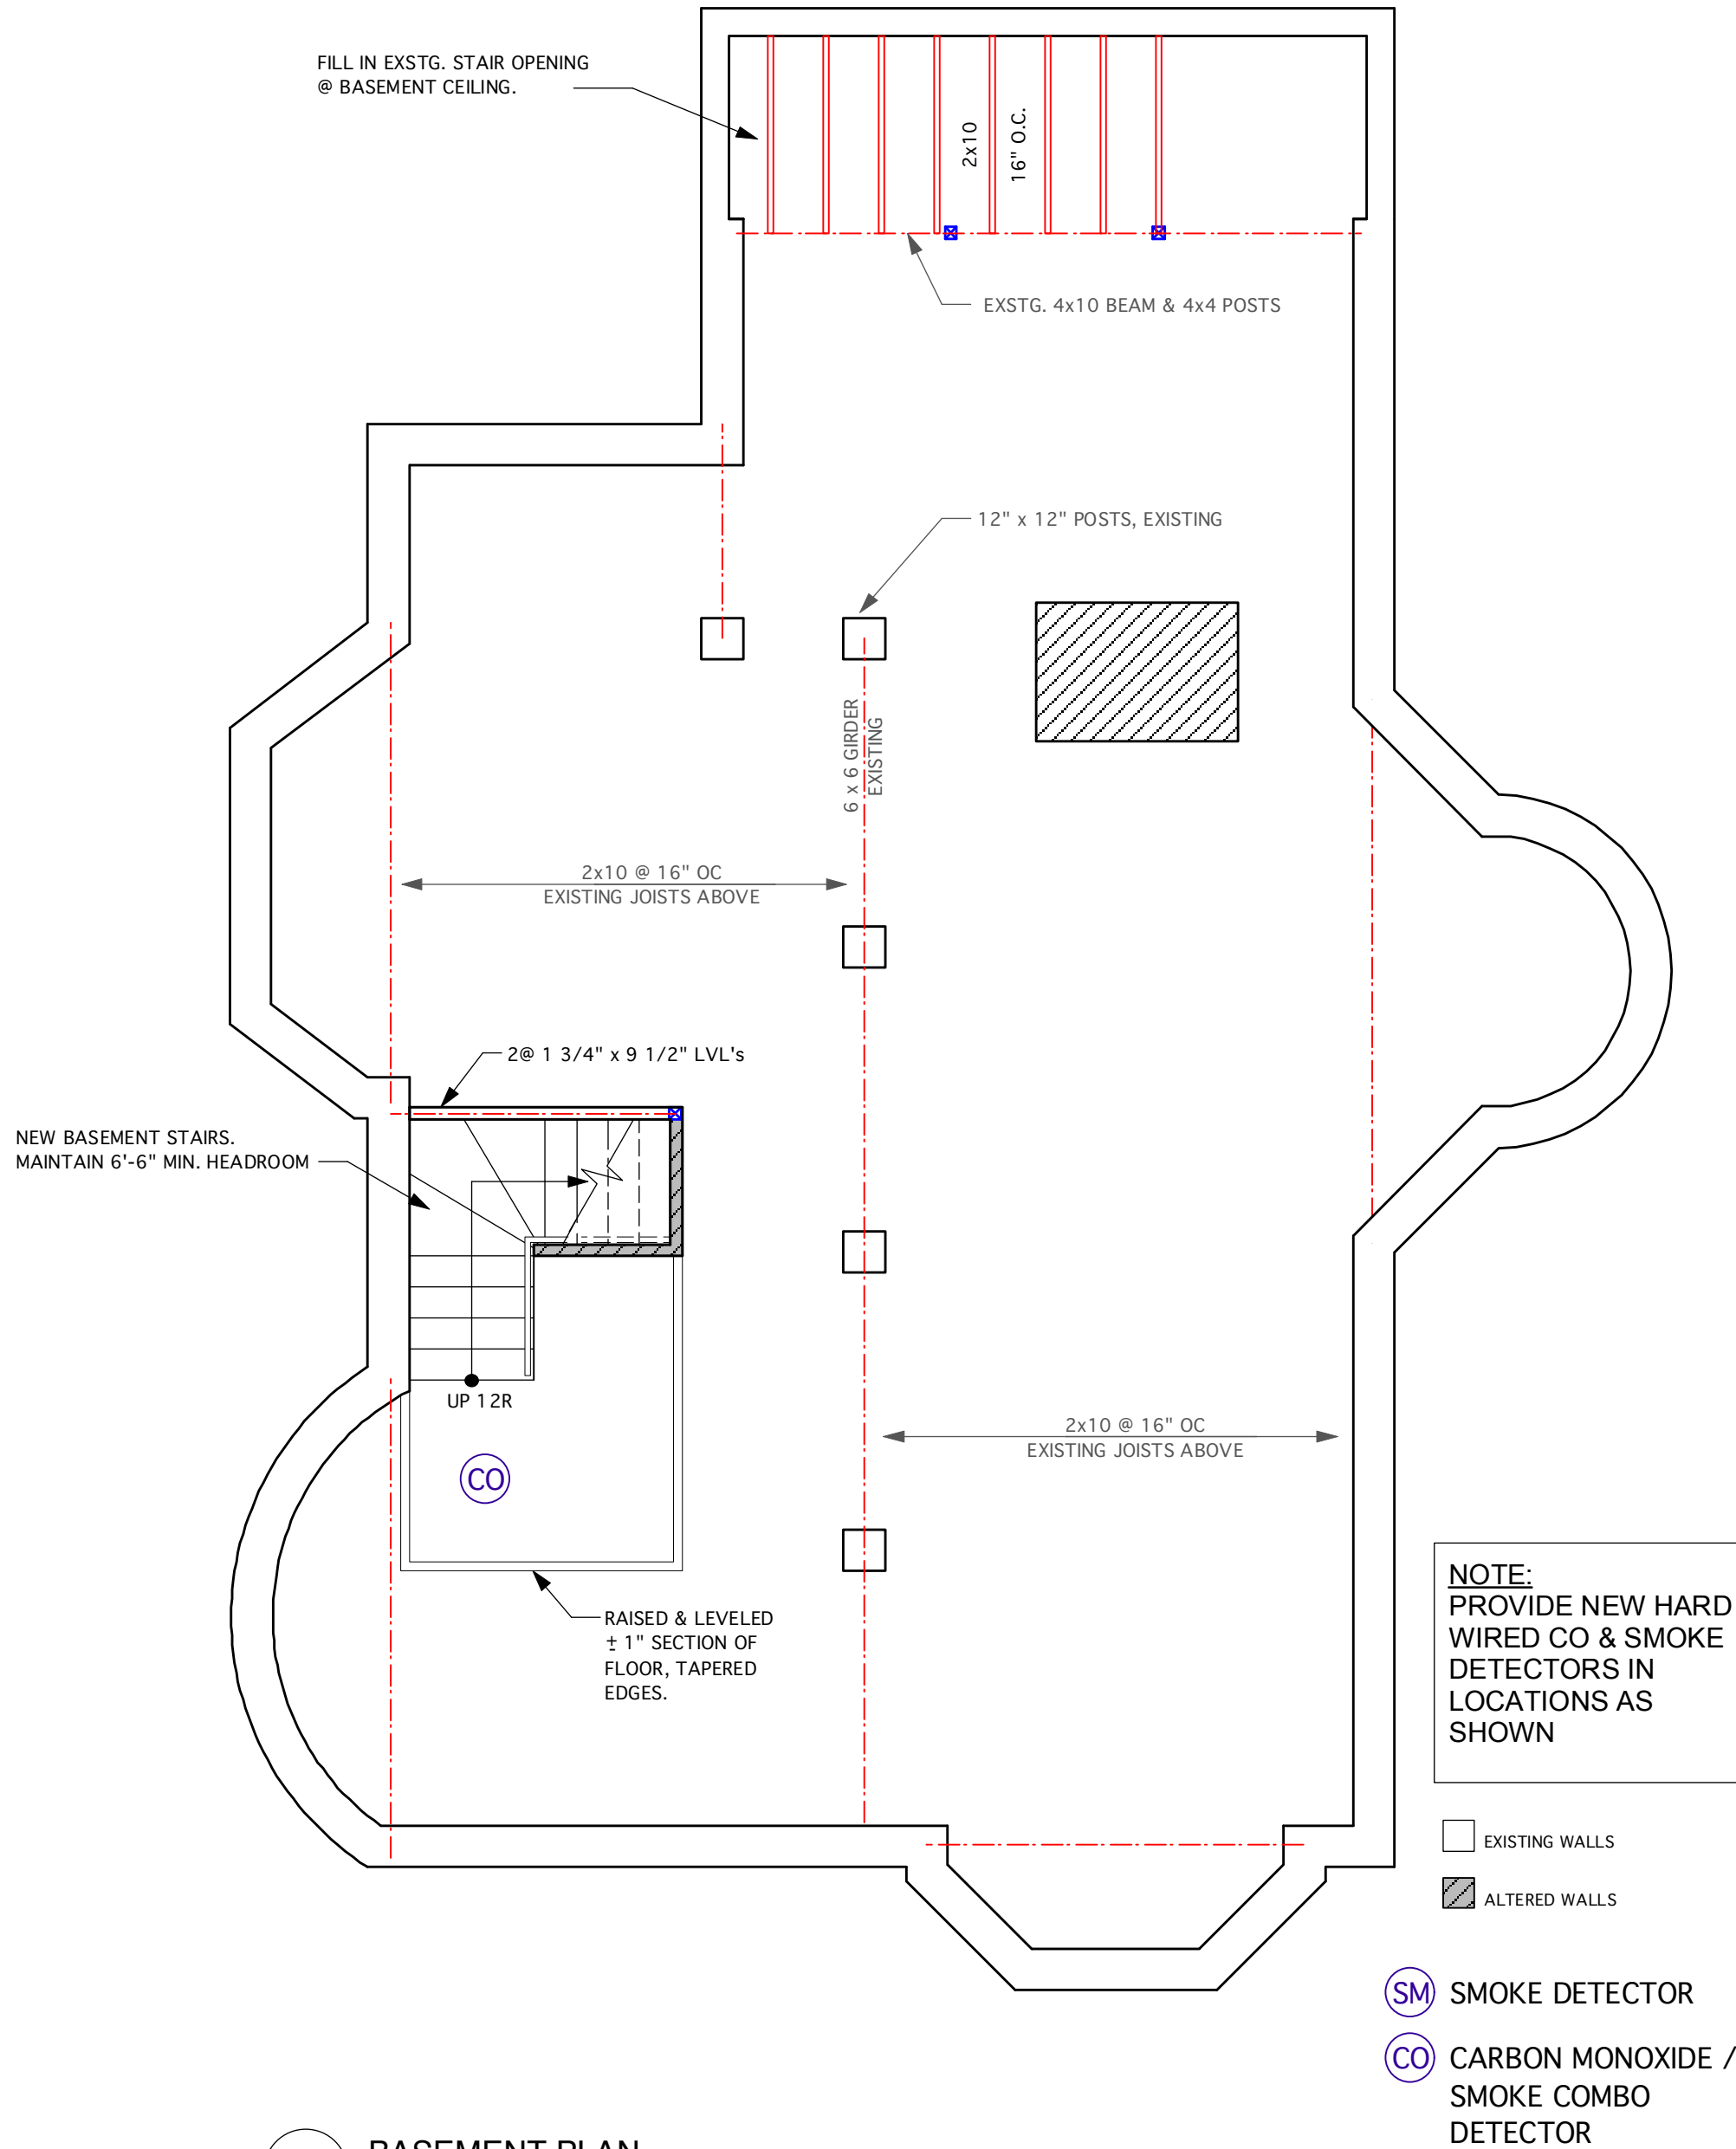 FILL IN EXSTG. STAIR OPENING
@ BASEMENT CEILING.
2x10
16" O.C.
EXSTG. 4x10 BEAM & 4x4 POSTS
12" x 12" POSTS, EXISTING
6 x 6 GIRDER
EXISTING
2x10 @ 16" OC
EXISTING JOISTS ABOVE
2@ 1 3/4" x 9 1/2" LVL's
NEW BASEMENT STAIRS.
MAINTAIN 6'-6" MIN. HEADROOM
UP 12R
CO
2x10 @ 16" OC
EXISTING JOISTS ABOVE
RAISED & LEVELED
± 1" SECTION OF
FLOOR, TAPERED
EDGES.
NOTE:
PROVIDE NEW HARD
WIRED CO & SMOKE
DETECTORS IN
LOCATIONS AS
SHOWN
EXISTING WALLS
ALTERED WALLS
SM SMOKE DETECTOR
CO CARBON MONOXIDE /
SMOKE COMBO
DETECTOR
BASEMENT PLAN